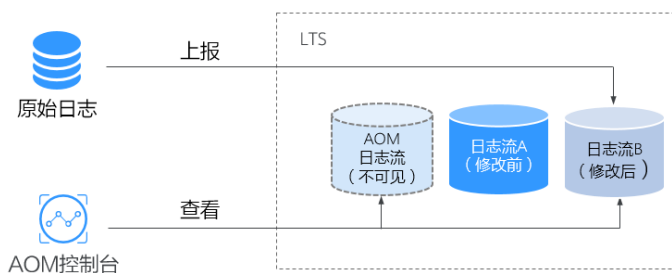 LTS
上报
原始日志
AOM
日志流
（不可见）
日志流A
（修改前）
日志流B
（修改后）
查看
AOM控制台